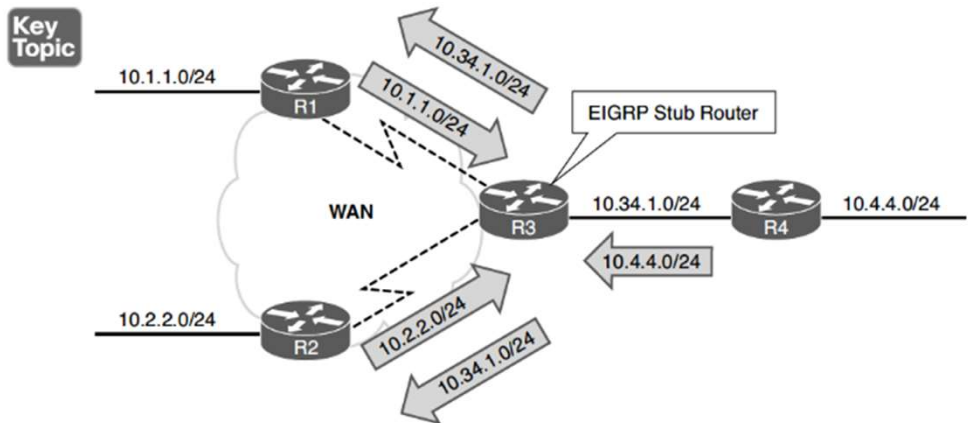 Key
Topic
10.1.1.0/24
R1
10.34.1.0/24
10.1.1.0/24
EIGRP Stub Router
WAN
R3
10.34.1.0/24
R4
10.4.4.0/24
10.4.4.0/24
10.2.2.0/24
R2
10.2.2.0/24
10.34.1.0/24